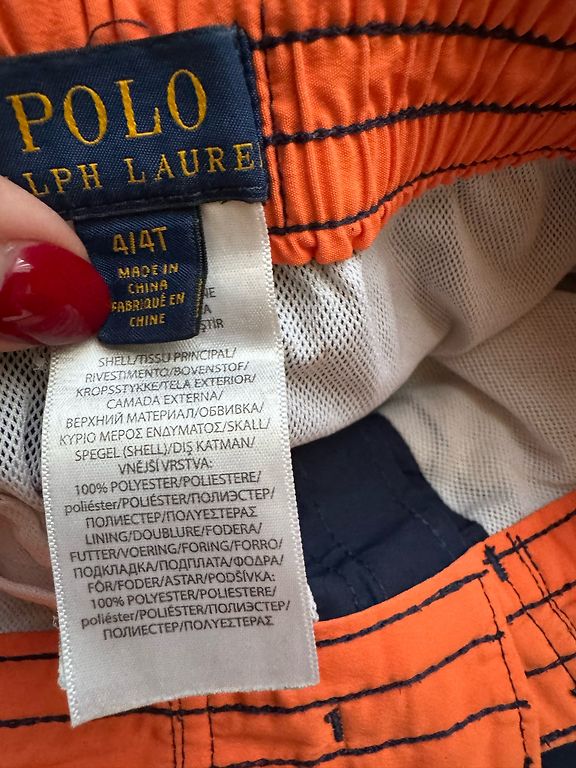 POLO
LPH LAURE
4/4T
MADE IN
CHINA
FABRIQUÉ EN
CHINE
SHELL/TISSU PRINCIPAL/
RIVESTIMENTO/BOVENSTOF/
KROPSSTYKKE/TELA EXTERIOR/
CAMADA EXTERNA/
ВЕРХНИЙ МАТЕРИАЛ/ОБВИВКА/
ΚΥΡΙΟ ΜΕΡΟΣ ΕΝΔΥΜΑΤΟΣ/SKALL/
SPEGEL (SHELL)/DIŞ KATMAN/
VNĚJŠÍ VRSTVA:
100% POLYESTER/POLIESTERE/
poliéster/POLIÉSTER/ПОЛИЭСТЕР/
ПОЛИЕСТЕР/ΠΟΛΥΕΣΤΕΡΑΣ
LINING/DOUBLURE/FODERA/
FUTTER/VOERING/FORING/FORRO/
ПОДКЛАДКА/ПОДПЛАТА/ΦΟΔΡΑ/
FÔR/FODER/ASTAR/PODŠÍVKA:
100% POLYESTER/POLIESTERE/
poliéster/POLIÉSTER/ПОЛИЭСТЕР/
ПОЛИЕСТЕР/ΠΟΛΥΕΣΤΕΡΑΣ